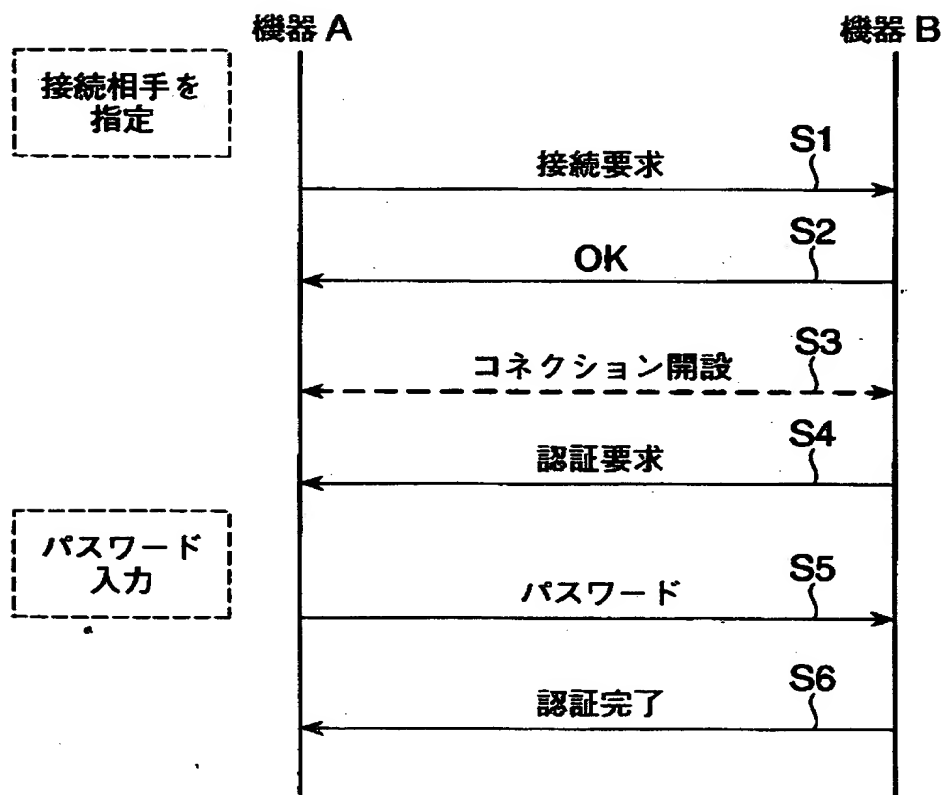 機器 A
機器 B
接続相手を
指定
接続要求
S1
OK
S2
コネクション開設
S3
認証要求
S4
パスワード
入力
パスワード
S5
認証完了
S6